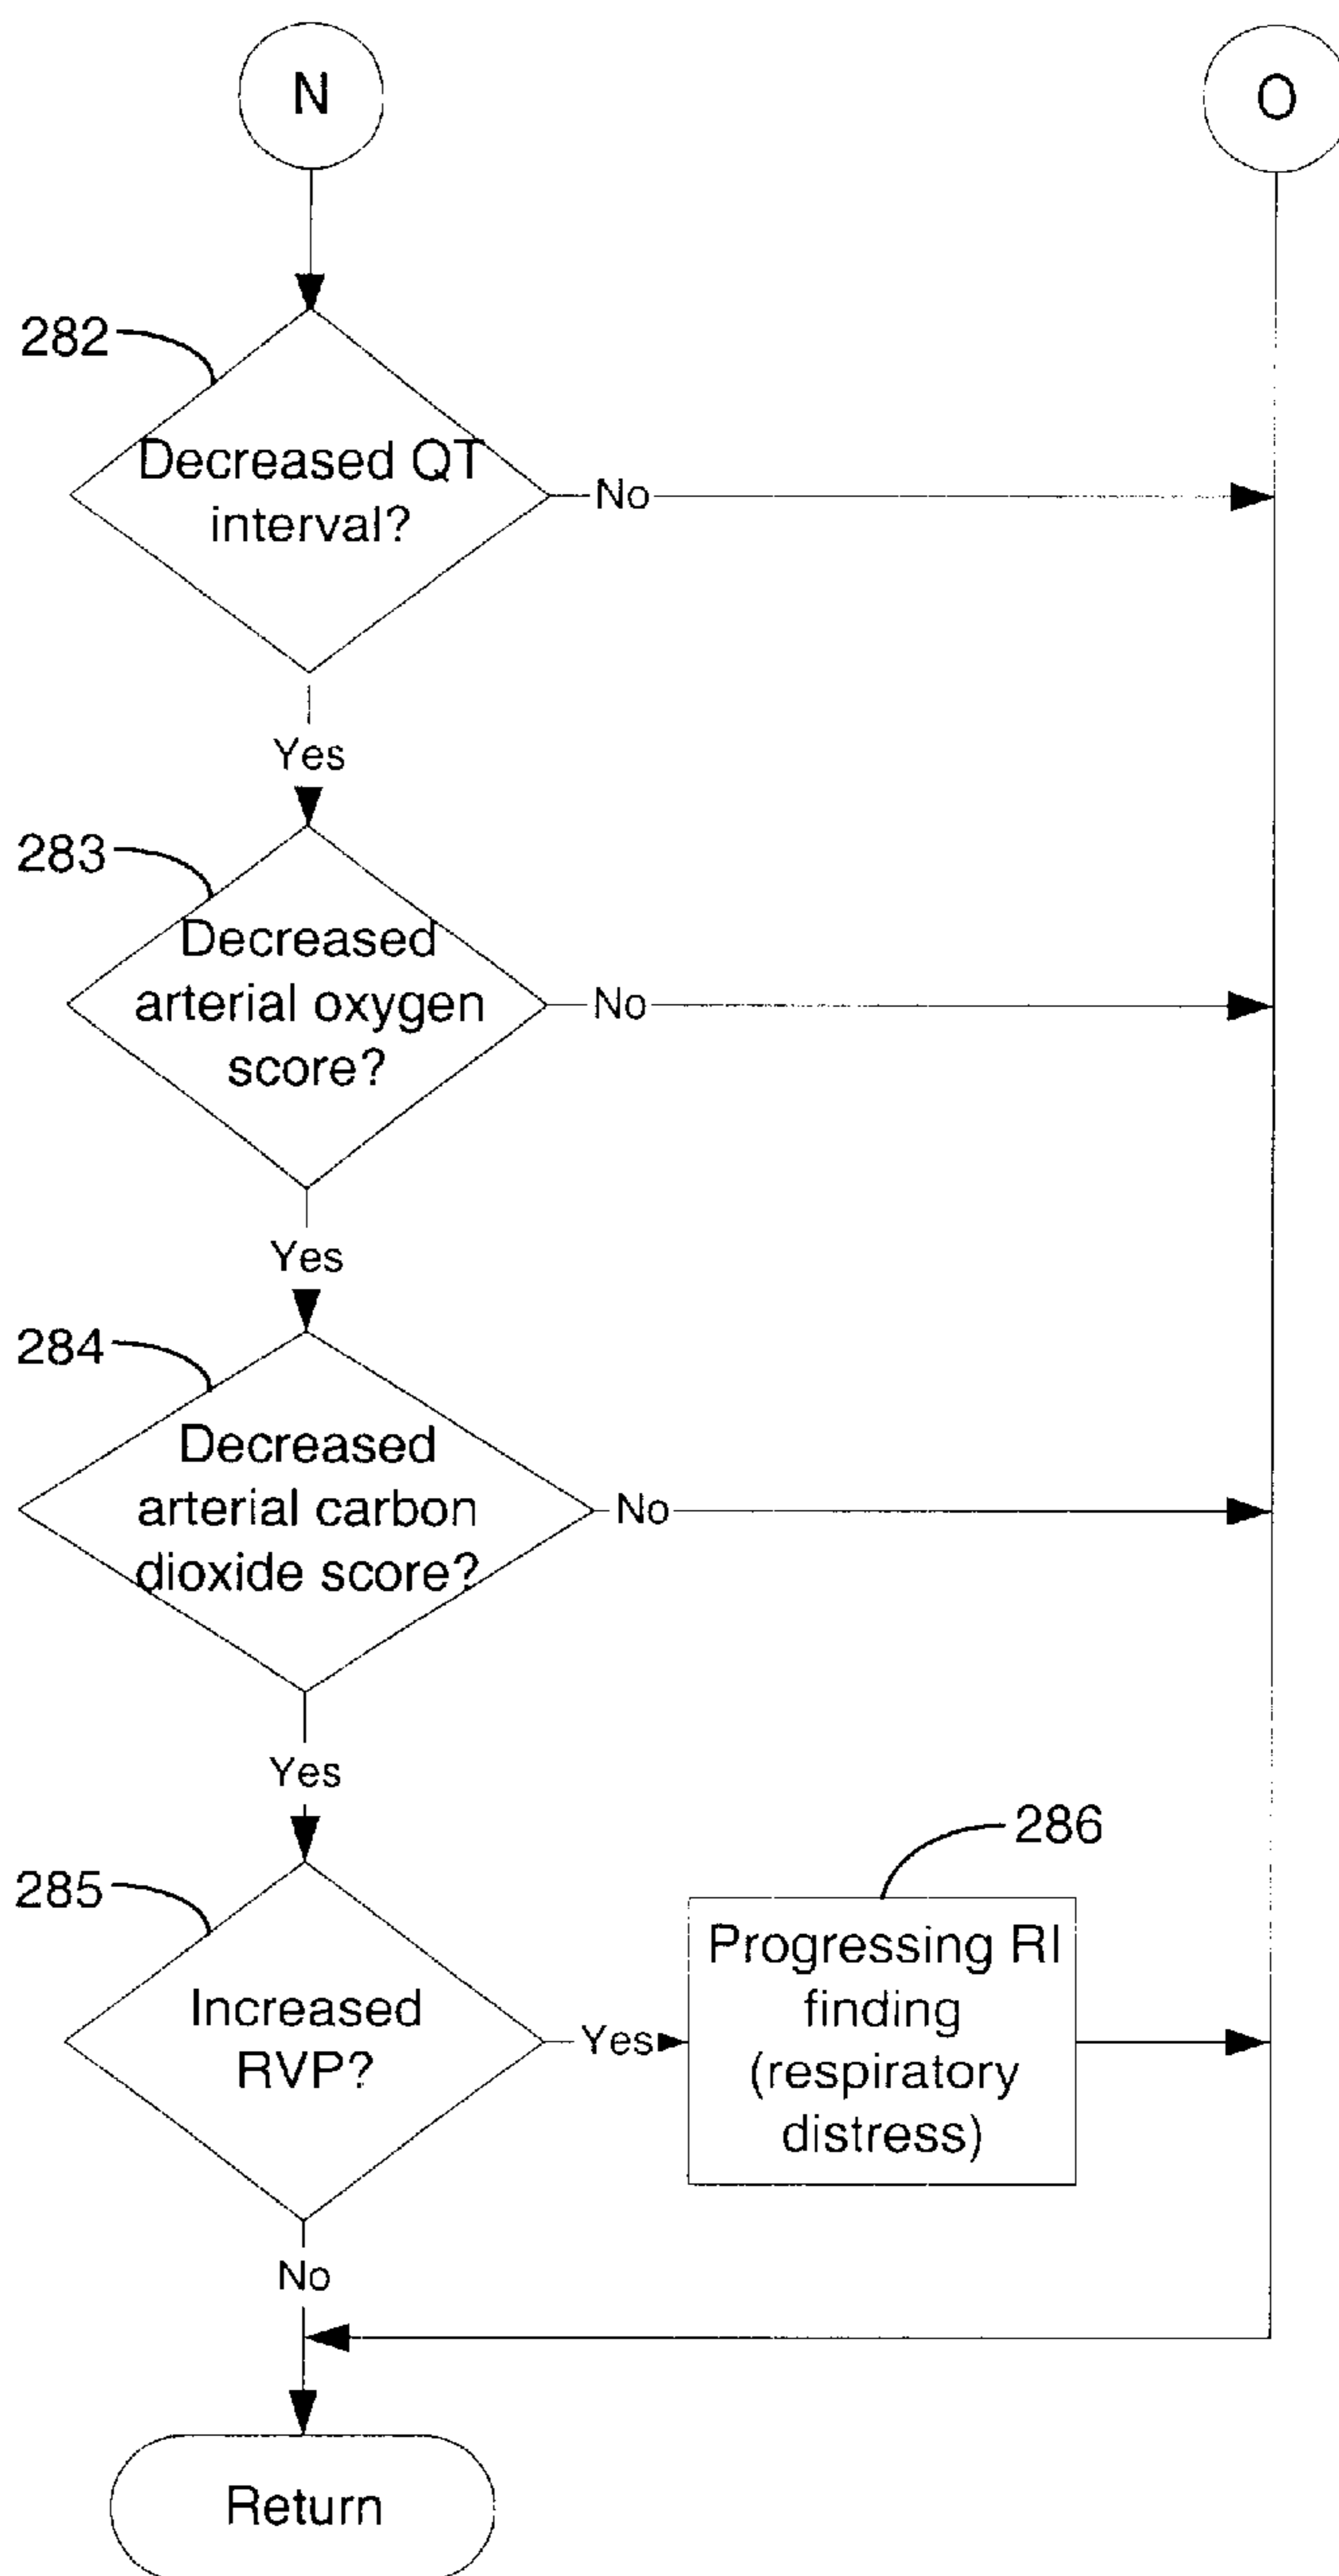 N
O
282
Decreased QT
interval?
No
Yes
283
Decreased
arterial oxygen
score?
No
Yes
284
Decreased
arterial carbon
dioxide score?
No
Yes
285
Increased
RVP?
Yes
286
Progressing RI
finding
(respiratory
distress)
No
Return